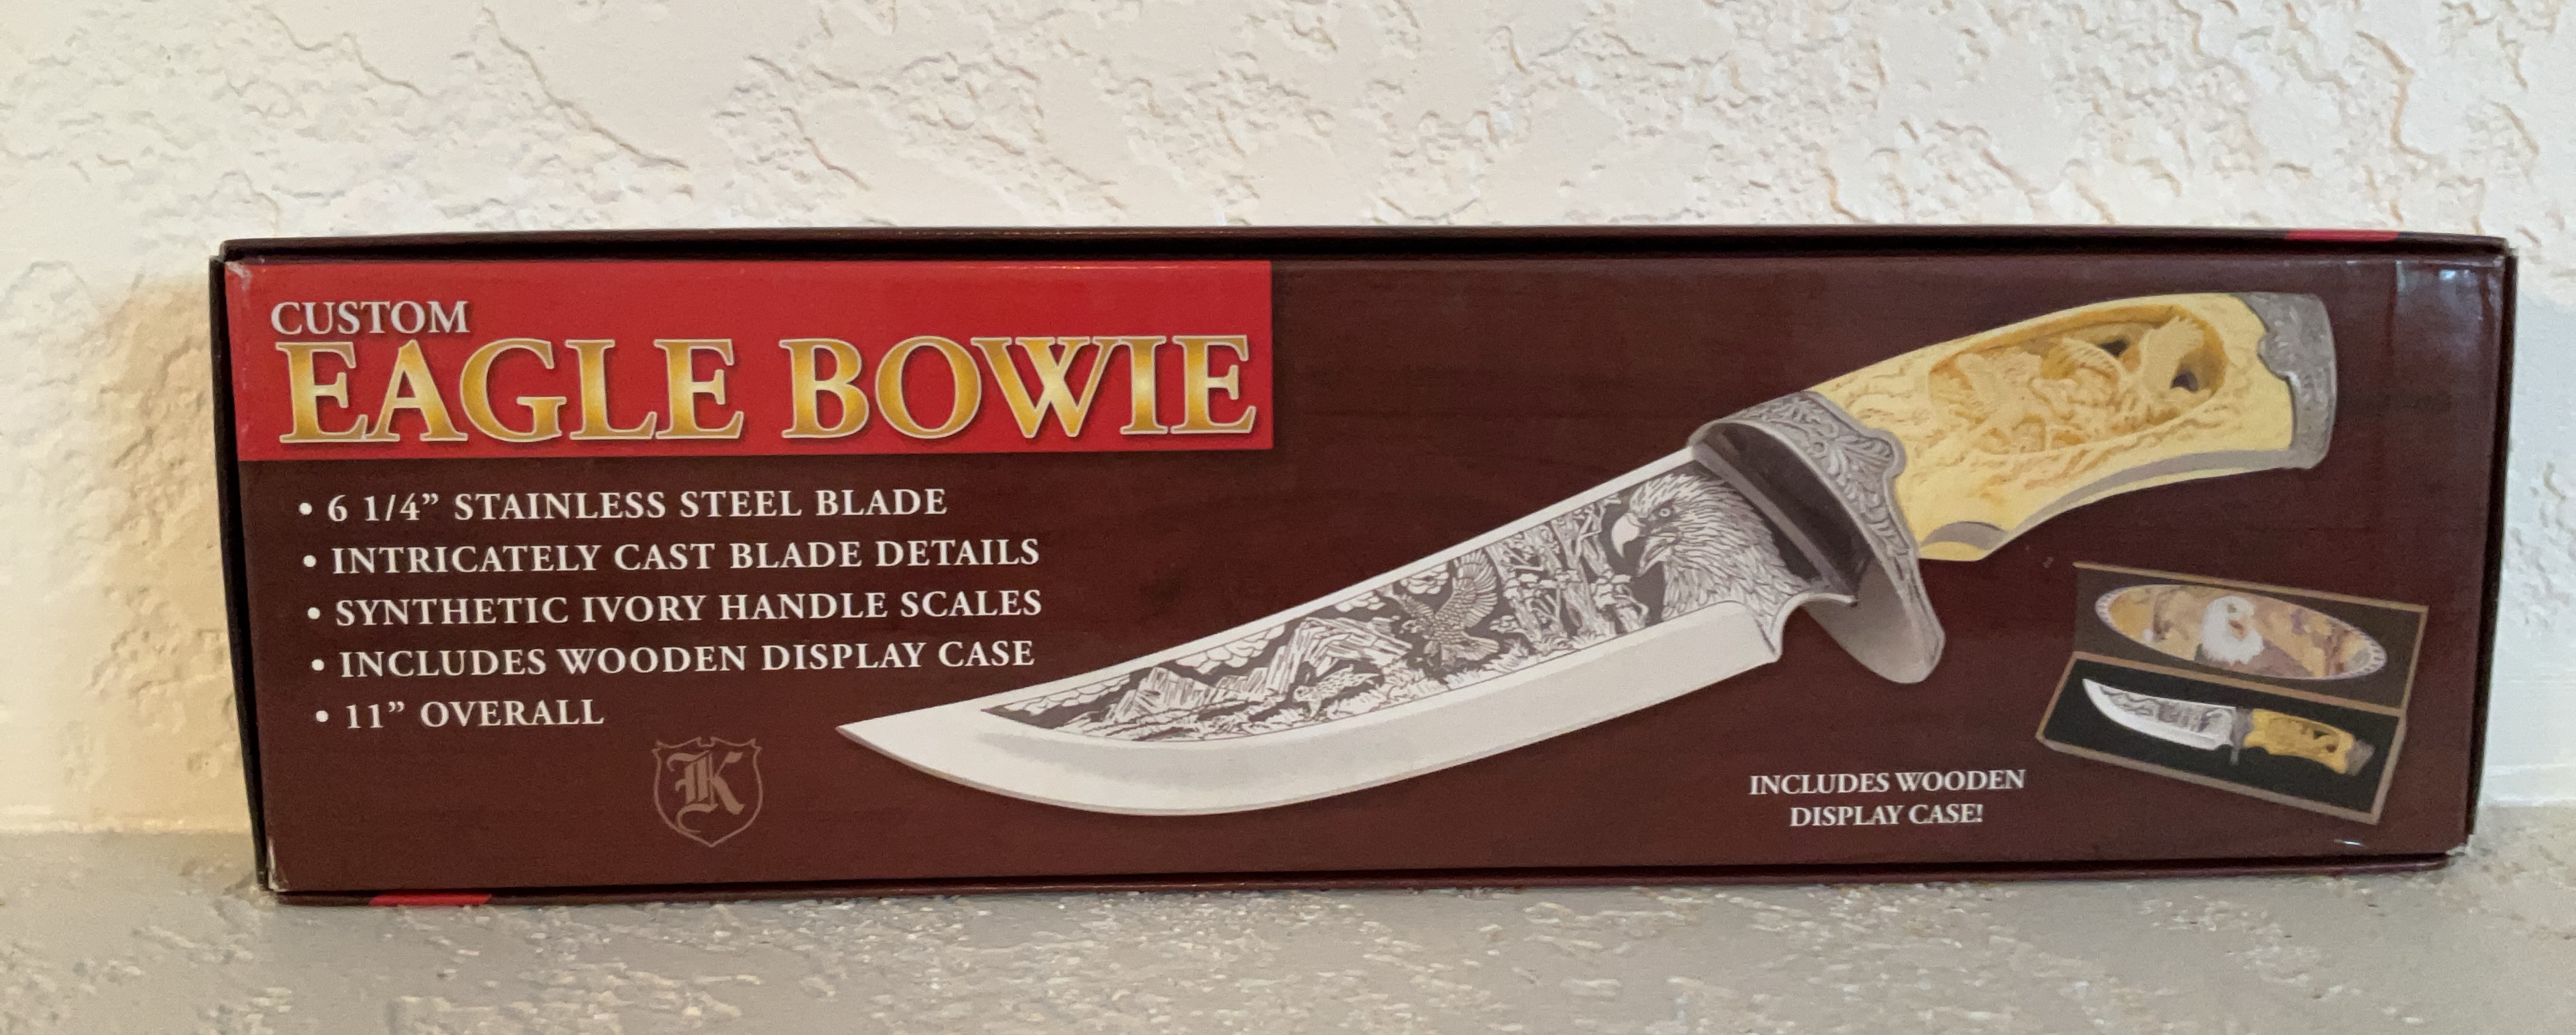 CUSTOM
EAGLE BOWIE
• 6 1/4” STAINLESS STEEL BLADE
• INTRICATELY CAST BLADE DETAILS
• SYNTHETIC IVORY HANDLE SCALES
• INCLUDES WOODEN DISPLAY CASE
• 11” OVERALL
K
INCLUDES WOODEN
DISPLAY CASE!